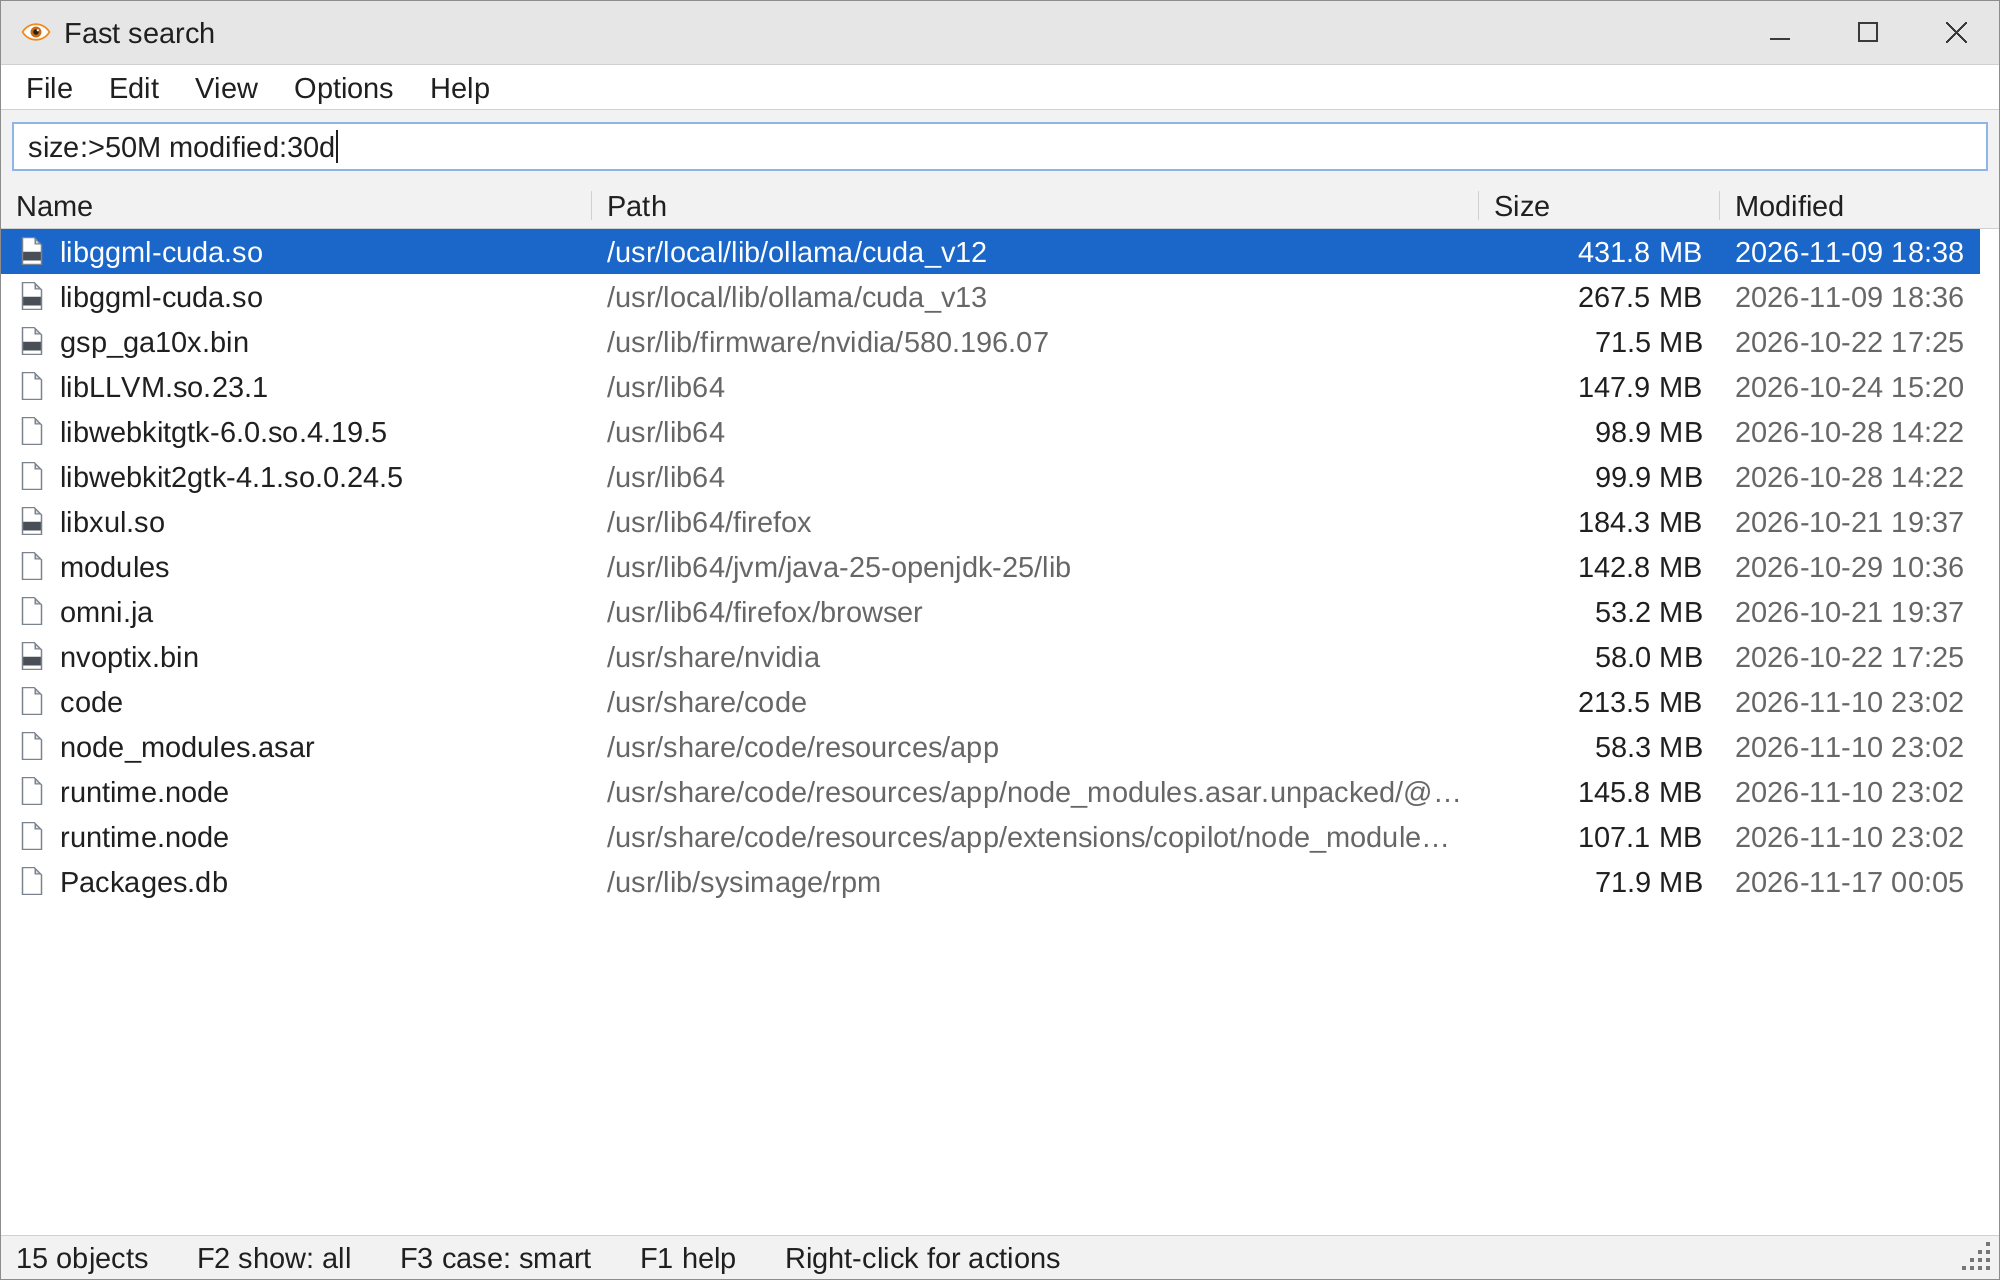 Fast search
File Edit View Options Help
size:>50M modified:30d
Name Path Size Modified
libggml-cuda.so /usr/local/lib/ollama/cuda_v12 431.8 MB 2026-11-09 18:38
libggml-cuda.so /usr/local/lib/ollama/cuda_v13 267.5 MB 2026-11-09 18:36
gsp_ga10x.bin /usr/lib/firmware/nvidia/580.196.07 71.5 MB 2026-10-22 17:25
libLLVM.so.23.1 /usr/lib64 147.9 MB 2026-10-24 15:20
libwebkitgtk-6.0.so.4.19.5 /usr/lib64 98.9 MB 2026-10-28 14:22
libwebkit2gtk-4.1.so.0.24.5 /usr/lib64 99.9 MB 2026-10-28 14:22
libxul.so /usr/lib64/firefox 184.3 MB 2026-10-21 19:37
modules /usr/lib64/jvm/java-25-openjdk-25/lib 142.8 MB 2026-10-29 10:36
omni.ja /usr/lib64/firefox/browser 53.2 MB 2026-10-21 19:37
nvoptix.bin /usr/share/nvidia 58.0 MB 2026-10-22 17:25
code /usr/share/code 213.5 MB 2026-11-10 23:02
node_modules.asar /usr/share/code/resources/app 58.3 MB 2026-11-10 23:02
runtime.node /usr/share/code/resources/app/node_modules.asar.unpacked/@… 145.8 MB 2026-11-10 23:02
runtime.node /usr/share/code/resources/app/extensions/copilot/node_module… 107.1 MB 2026-11-10 23:02
Packages.db /usr/lib/sysimage/rpm 71.9 MB 2026-11-17 00:05
15 objects F2 show: all F3 case: smart F1 help Right-click for actions